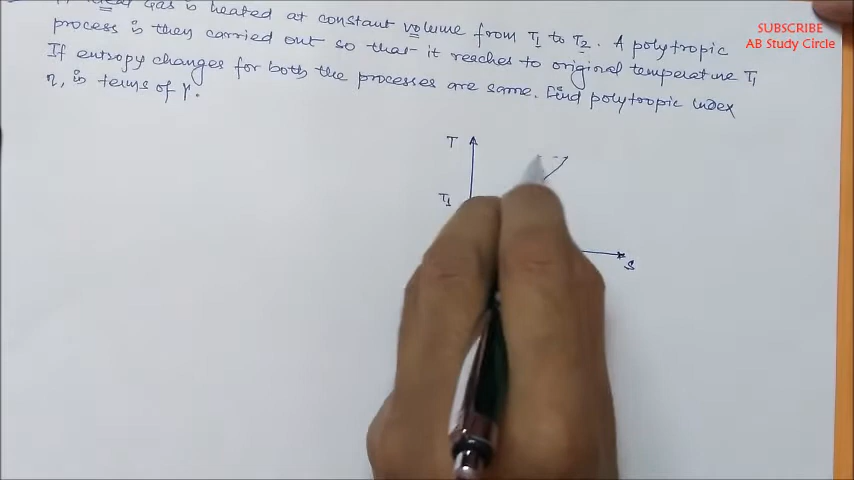 ideal Gas is heated at constant volume from T1 to T2. A polytropic
process is then carried out so that it reaches to original temperature T1
If entropy changes for both the processes are same. Find polytropic index
η, in terms of γ.
SUBSCRIBE
AB Study Circle
T
T1
S